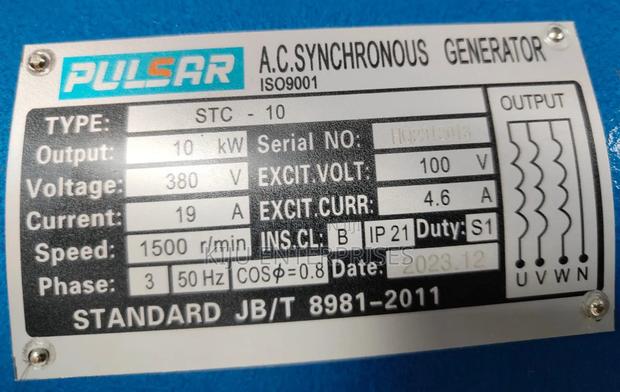 PULSAR
A.C.SYNCHRONOUS GENERATOR
ISO9001
TYPE: STC - 10
OUTPUT
Output: 10 kW Serial NO:
Voltage: 380 V EXCIT.VOLT: 100 V
Current: 19 A EXCIT.CURR: 4.6 A
Speed: 1500 r/min INS.CL: B IP 21 Duty: S1
KIJU ENTERPRISES
Phase: 3 50 Hz COSϕ=0.8 Date: 2023.12
U V W N
STANDARD JB/T 8981-2011